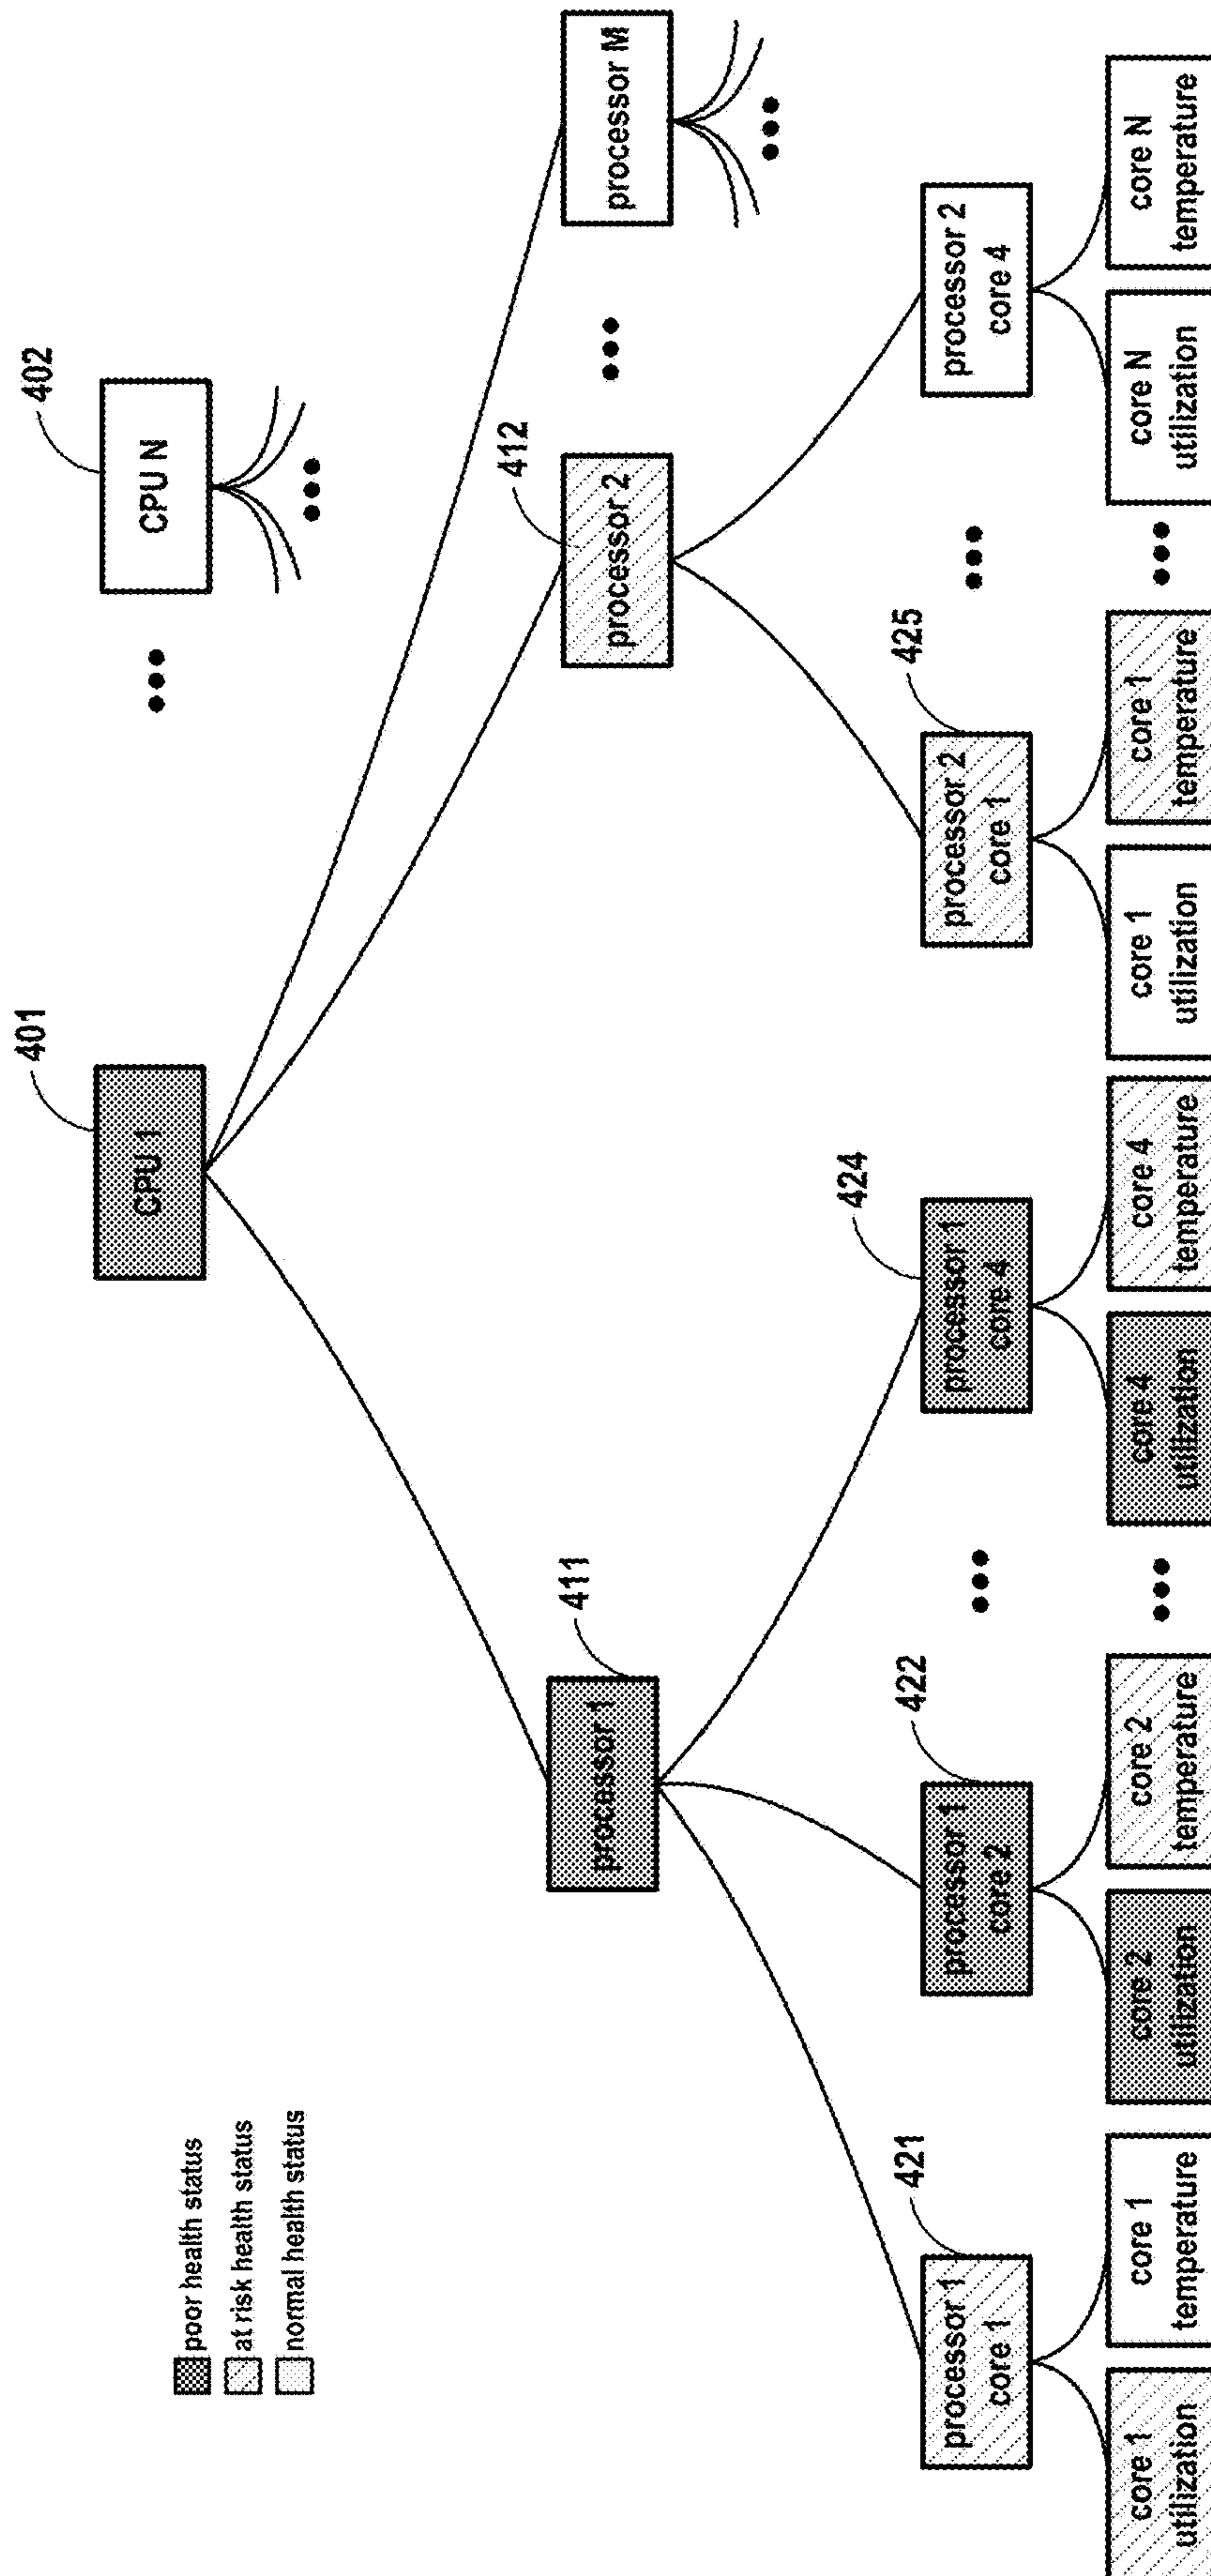 poor health status
at risk health status
normal health status
401
CPU 1
402
CPU N
•••
411
processor 1
412
processor 2
•••
processor M
•••
421
processor 1
core 1
422
processor 1
core 2
•••
424
processor 1
core 4
425
processor 2
core 1
•••
processor 2
core 4
core 1
utilization
core 1
temperature
core 2
utilization
core 2
temperature
•••
core 4
utilization
core 4
temperature
core 1
utilization
core 1
temperature
•••
core N
utilization
core N
temperature